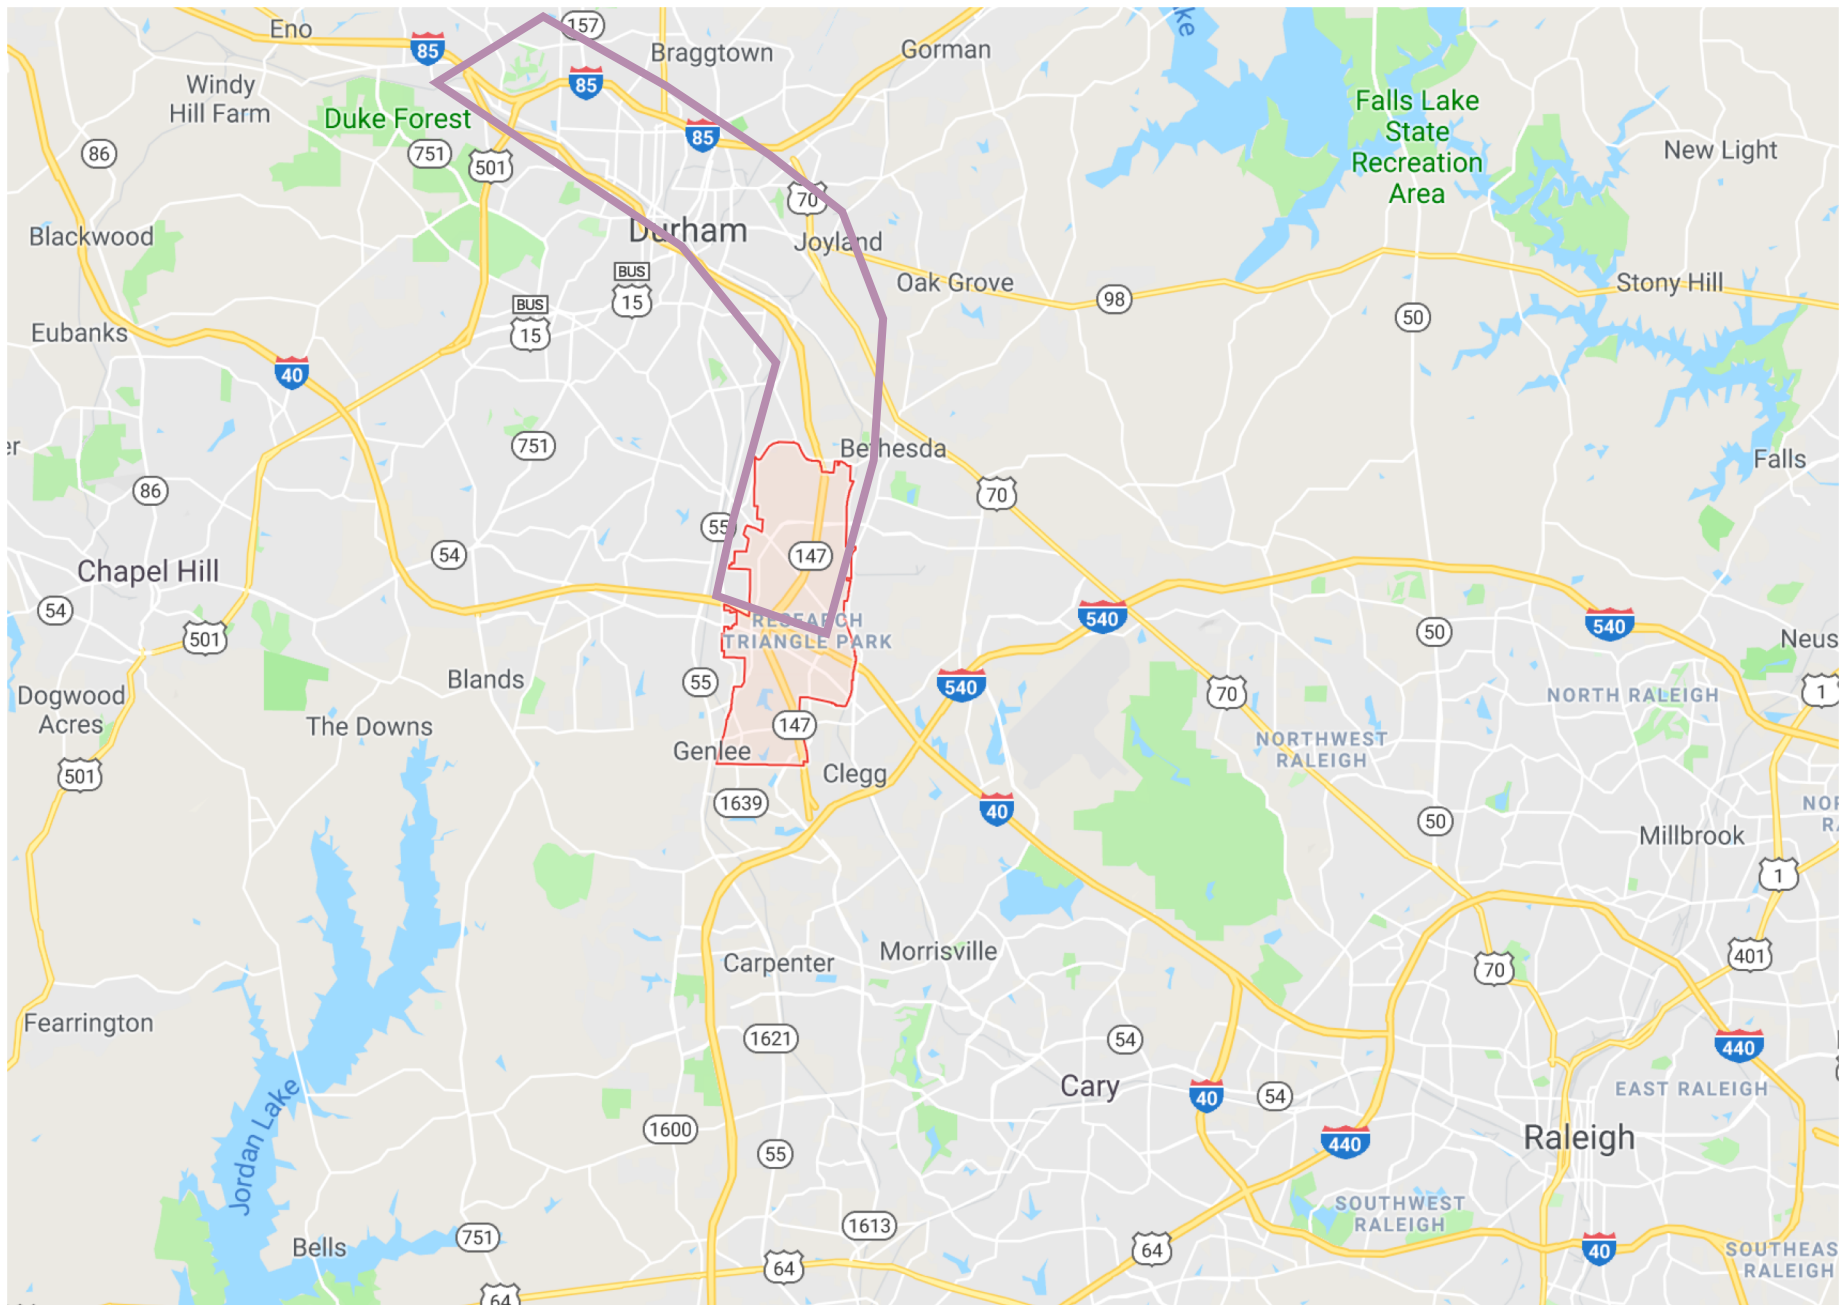 Eno
157
Braggtown
Gorman
85
85
85
Windy
Hill Farm
Duke Forest
751
501
86
Falls Lake
State
Recreation
Area
New Light
70
Blackwood
Durham
Joyland
Oak Grove
98
Stony Hill
BUS
15
BUS
15
50
Eubanks
40
751
Bethesda
Falls
86
70
55
54
147
Chapel Hill
54
501
RESEARCH
TRIANGLE PARK
540
540
50
Neus
55
540
Blands
70
NORTH RALEIGH
1
Dogwood
Acres
The Downs
147
NORTHWEST
RALEIGH
Genlee
Clegg
501
1639
40
50
Millbrook
1
Morrisville
Carpenter
70
401
Fearrington
1621
54
440
Cary
40
54
EAST RALEIGH
Jordan Lake
1600
55
440
Raleigh
SOUTHWEST
RALEIGH
1613
Bells
751
64
64
40
SOUTHEAS
RALEIGH
64